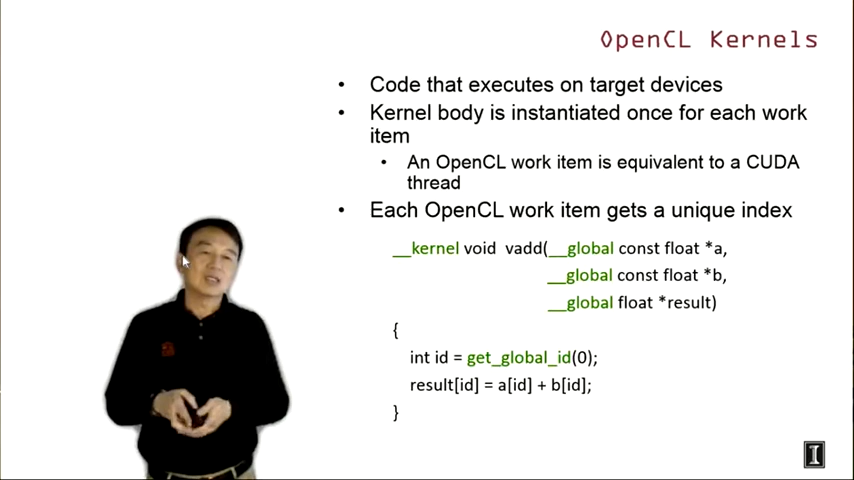 OpenCL Kernels
• Code that executes on target devices
• Kernel body is instantiated once for each work
item
• An OpenCL work item is equivalent to a CUDA
thread
• Each OpenCL work item gets a unique index
__kernel void vadd(__global const float *a,
__global const float *b,
__global float *result)
{
int id = get_global_id(0);
result[id] = a[id] + b[id];
}
I